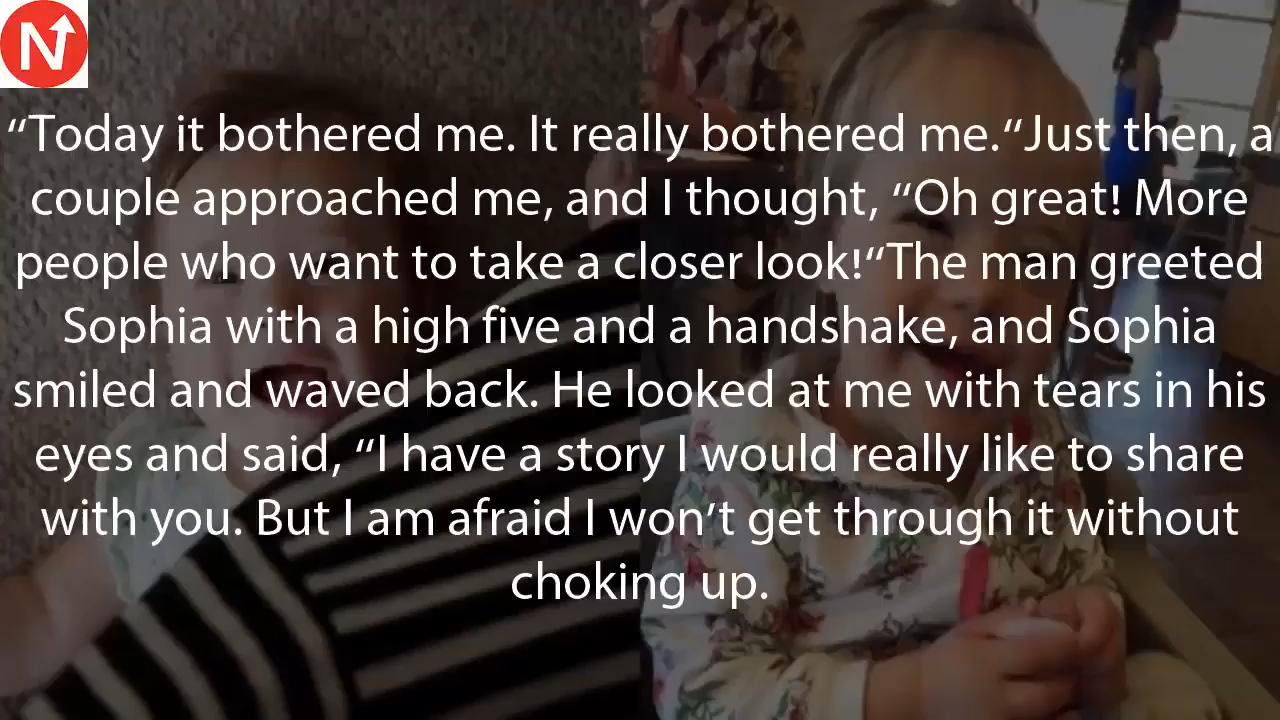 N
“Today it bothered me. It really bothered me.“Just then, a
couple approached me, and I thought, “Oh great! More
people who want to take a closer look!“The man greeted
Sophia with a high five and a handshake, and Sophia
smiled and waved back. He looked at me with tears in his
eyes and said, “I have a story I would really like to share
with you. But I am afraid I won’t get through it without
choking up.